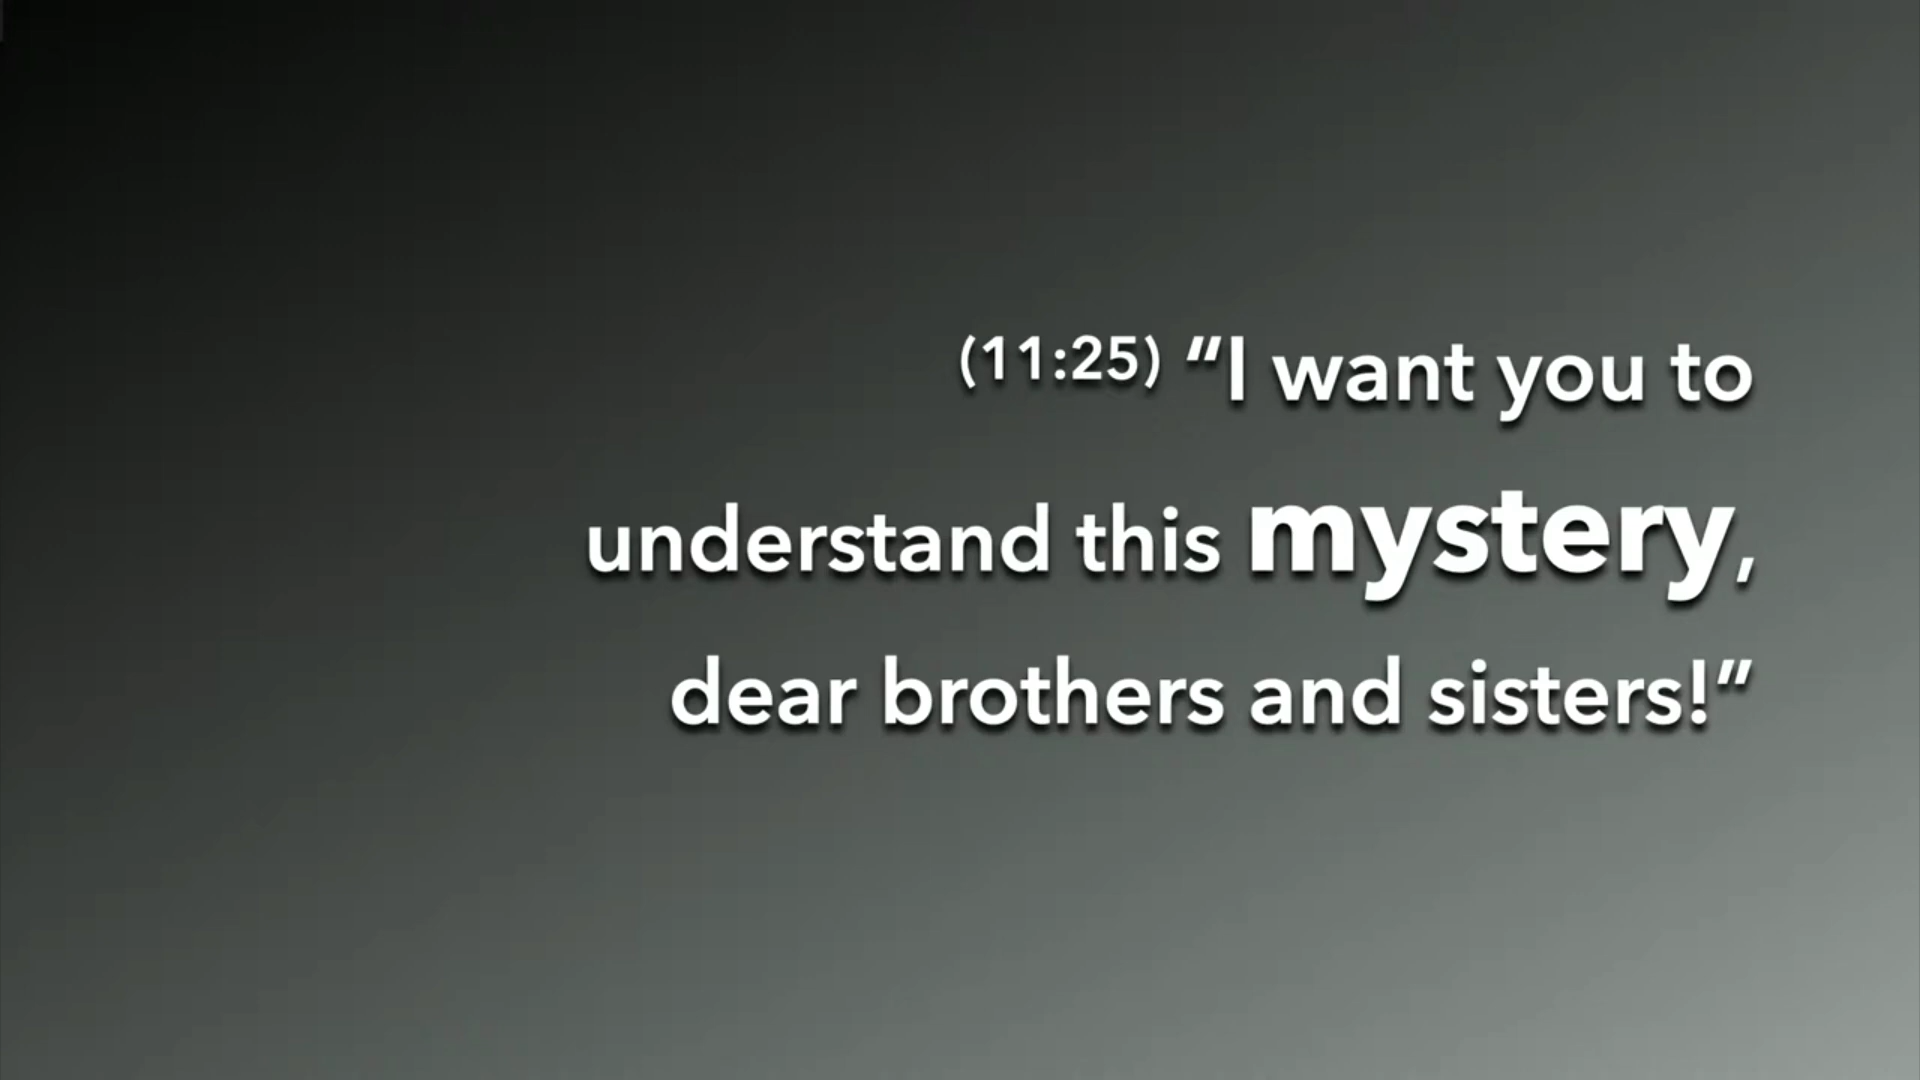 (11:25) “I want you to
understand this mystery,
dear brothers and sisters!”